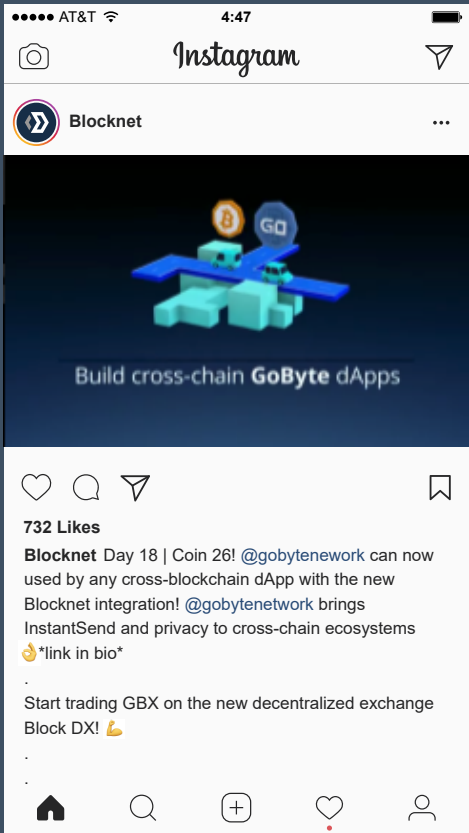 AT&T 4:47
Instagram
Blocknet
GO
Build cross-chain GoByte dApps
732 Likes
Blocknet Day 18 | Coin 26! @gobytenework can now
used by any cross-blockchain dApp with the new
Blocknet integration! @gobytenetwork brings
InstantSend and privacy to cross-chain ecosystems
👌*link in bio*
.
Start trading GBX on the new decentralized exchange
Block DX! 💪
.
.